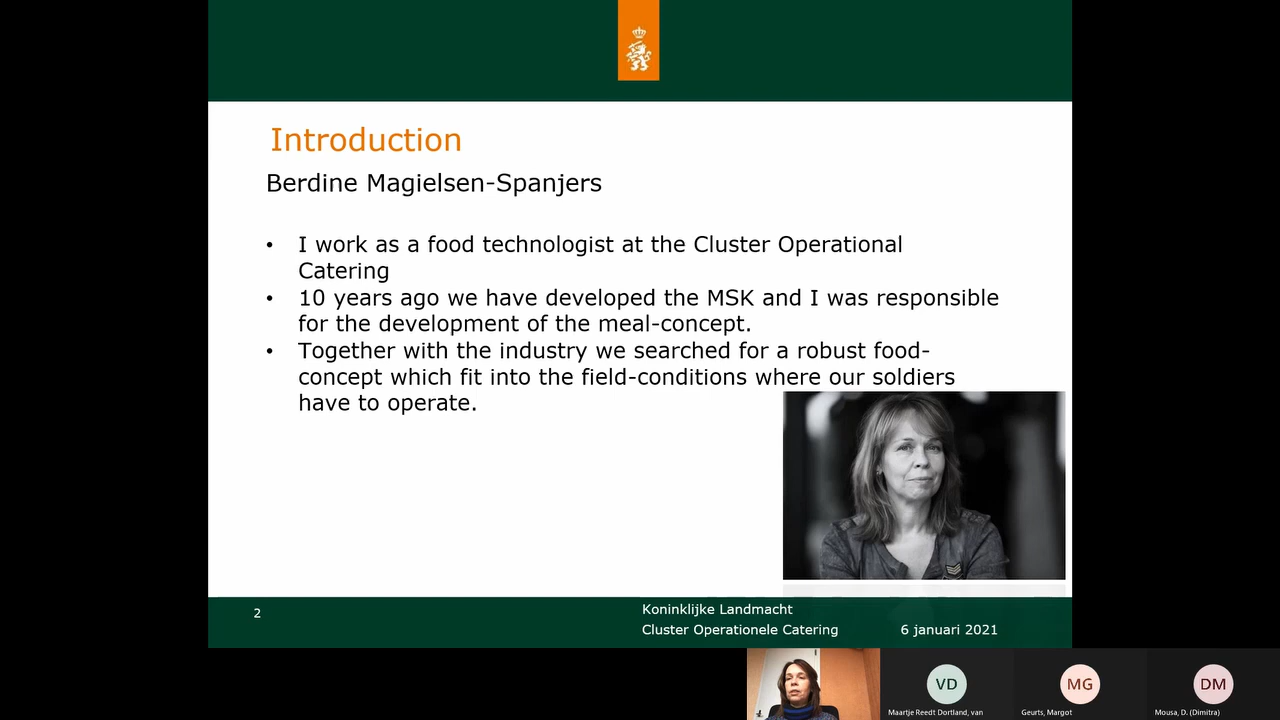 Introduction
Berdine Magielsen-Spanjers
• I work as a food technologist at the Cluster Operational
Catering
• 10 years ago we have developed the MSK and I was responsible
for the development of the meal-concept.
• Together with the industry we searched for a robust food-
concept which fit into the field-conditions where our soldiers
have to operate.
2
Koninklijke Landmacht
Cluster Operationele Catering
6 januari 2021
VD
MG
DM
Maartje Reedt Dortland, van
Geurts, Margot
Mousa, D. (Dimitra)